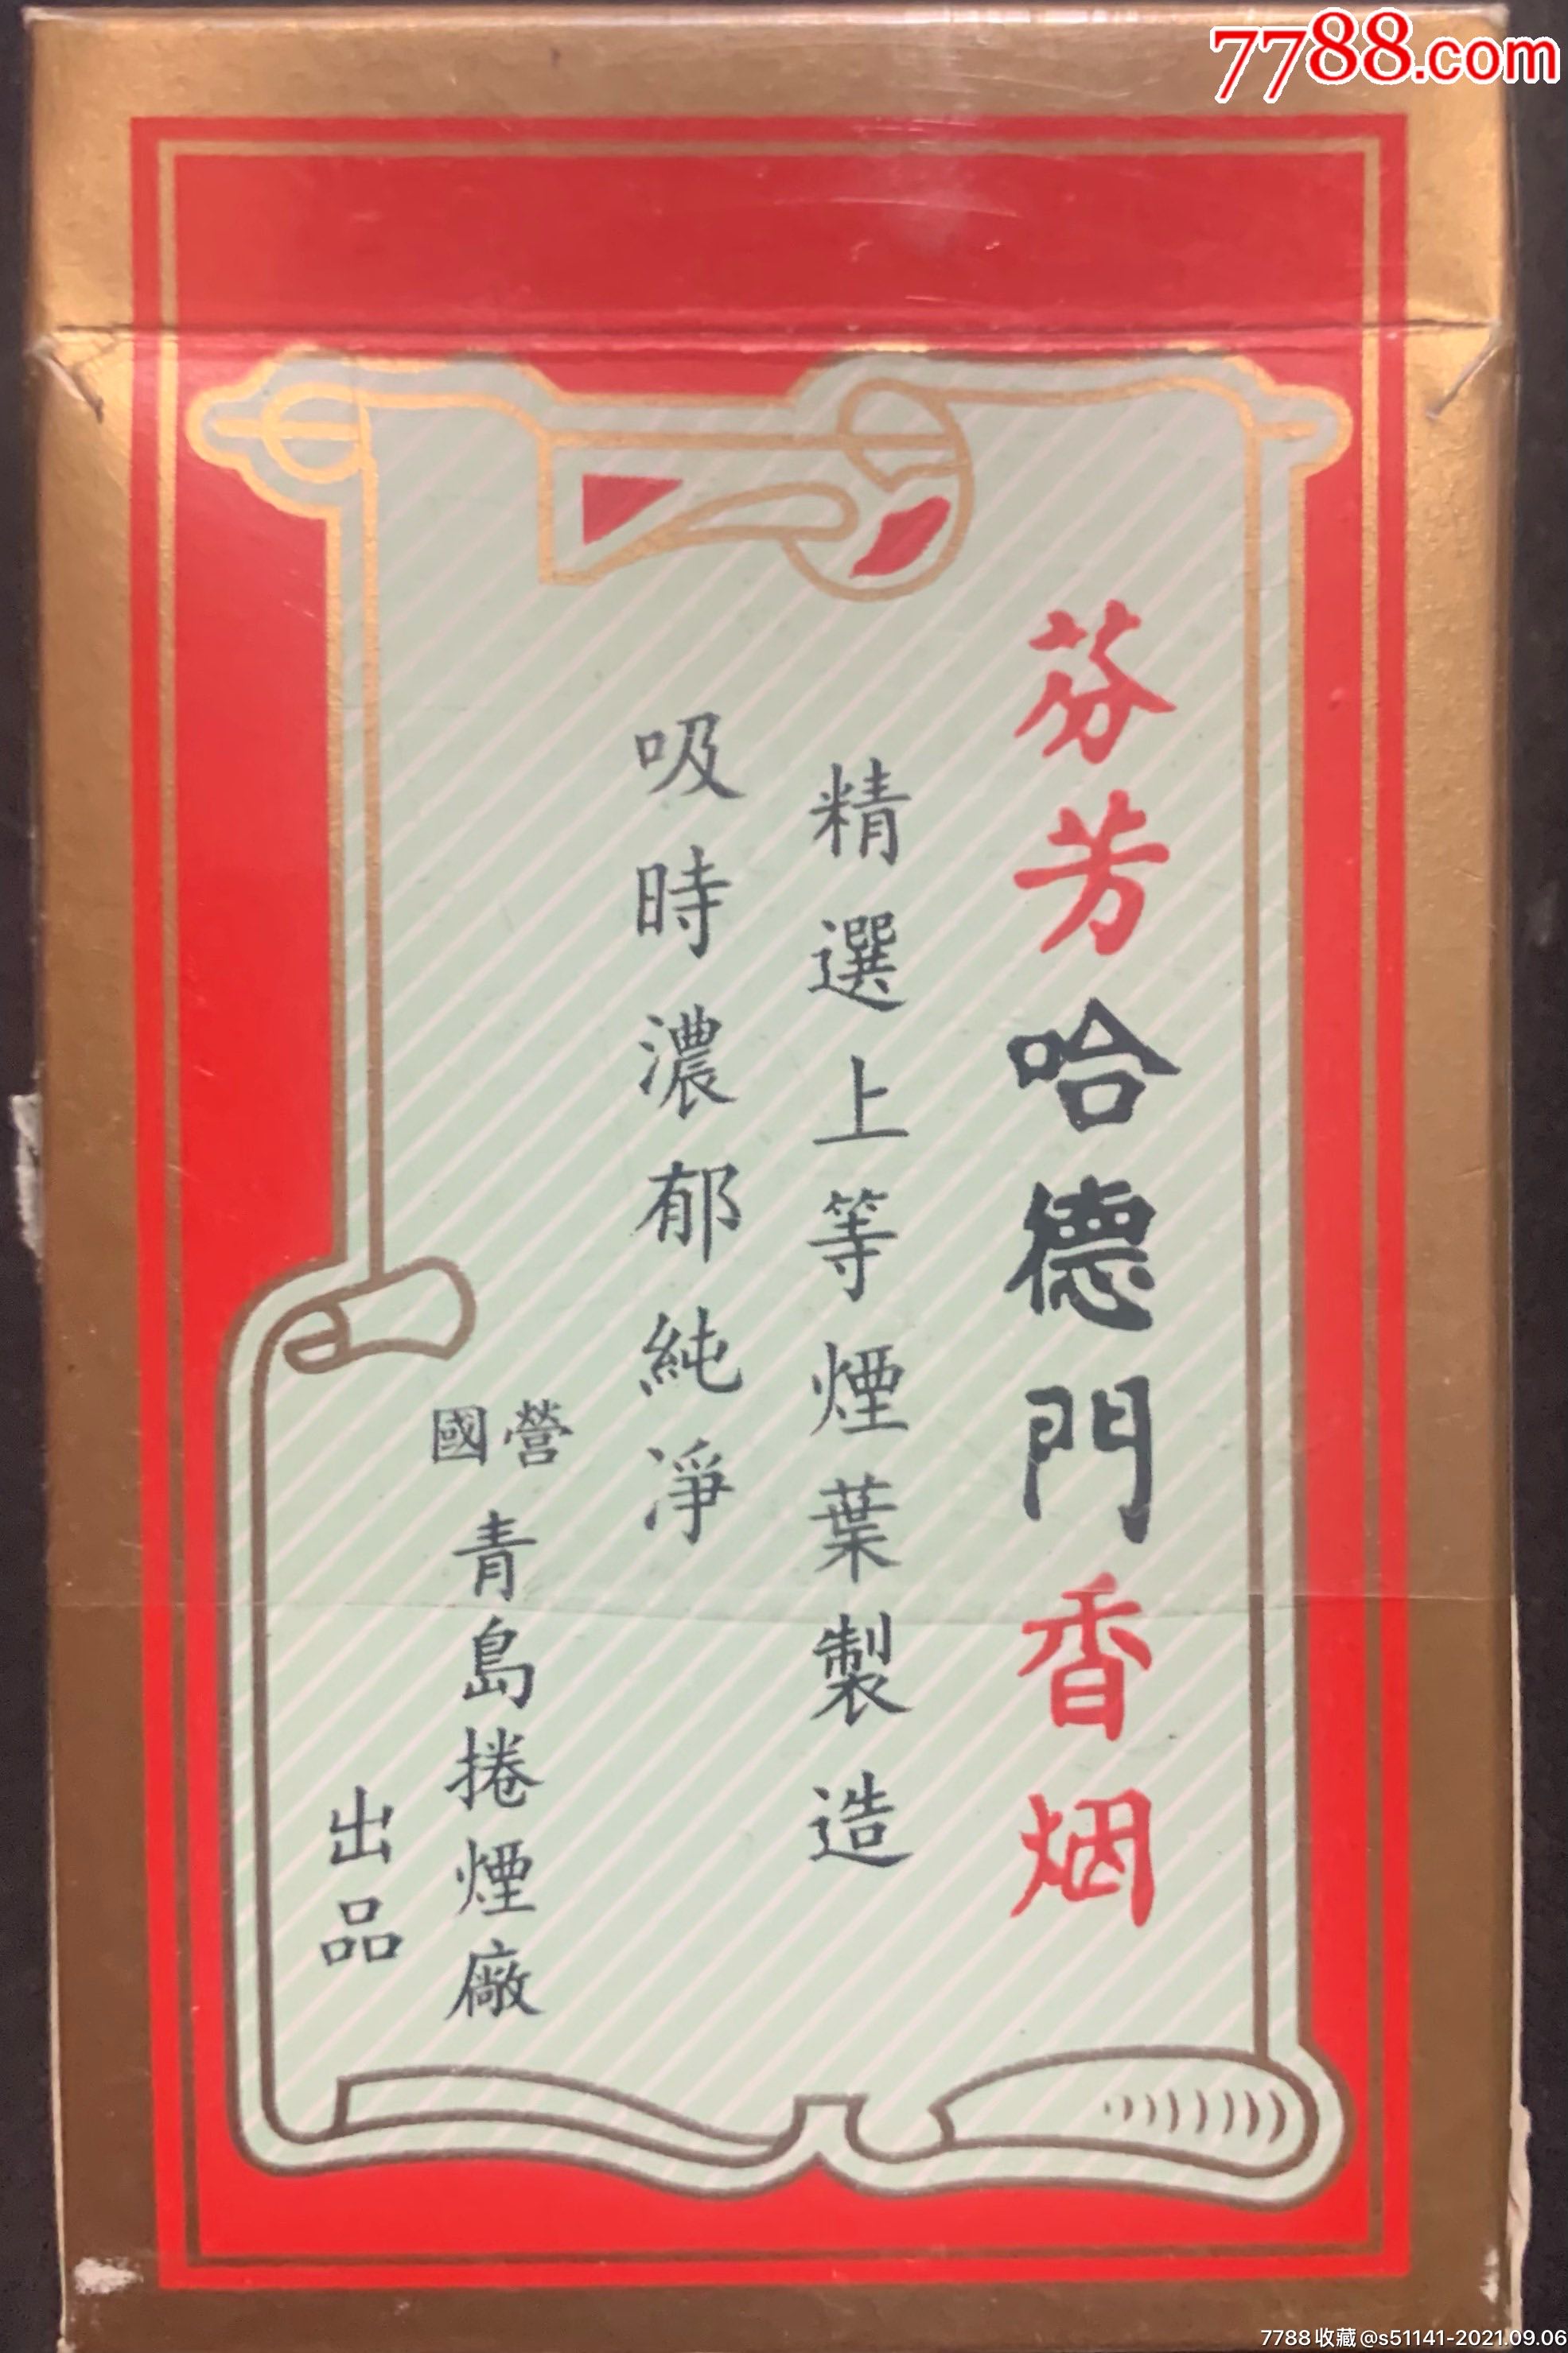 7788.com
芬芳哈德門香烟
精選上等煙葉製造
吸時濃郁純淨
國營
青島捲煙廠
出品
7788收藏@s51141-2021.09.06